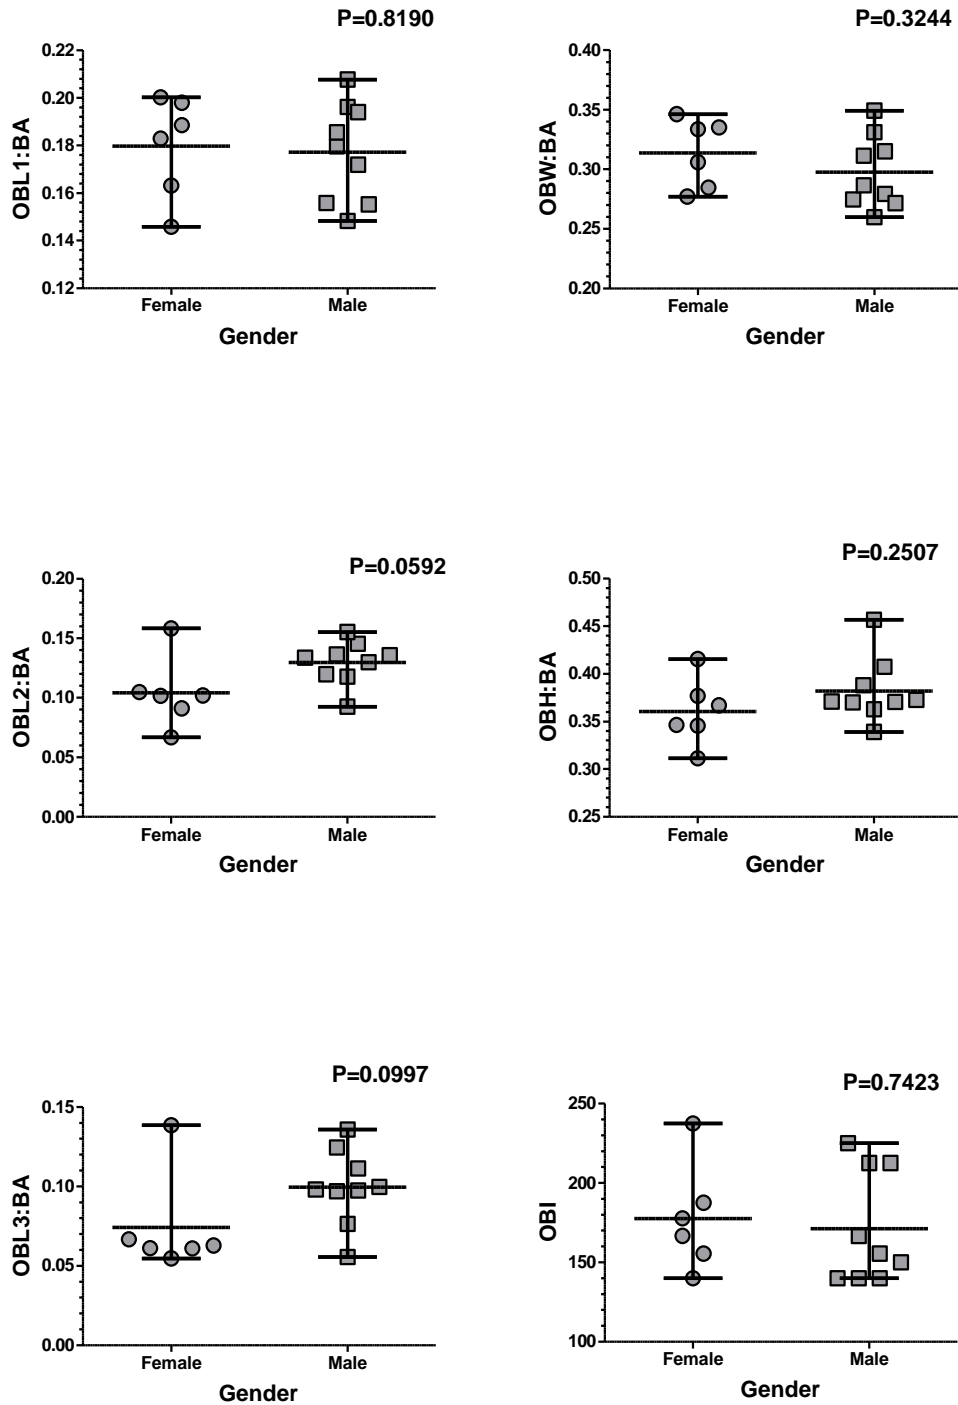 P=0.8190
OBL1:BA
0.22
0.20
0.18
0.16
0.14
0.12
Female Male
Gender
P=0.3244
OBW:BA
0.40
0.35
0.30
0.25
0.20
Female Male
Gender
P=0.0592
OBL2:BA
0.20
0.15
0.10
0.05
0.00
Female Male
Gender
P=0.2507
OBH:BA
0.50
0.45
0.40
0.35
0.30
0.25
Female Male
Gender
P=0.0997
OBL3:BA
0.15
0.10
0.05
0.00
Female Male
Gender
P=0.7423
OBI
250
200
150
100
Female Male
Gender